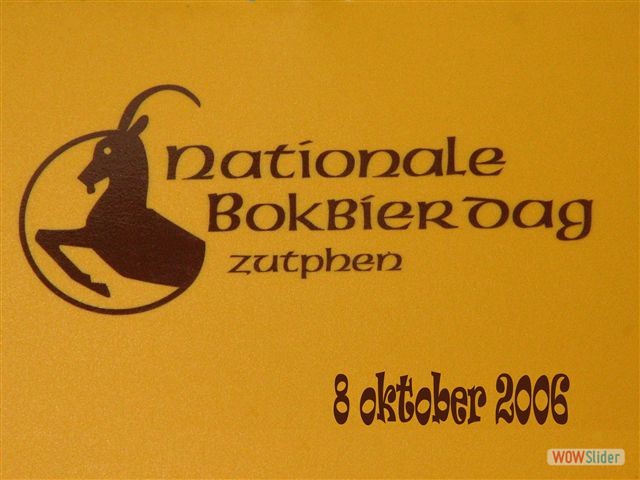 Nationale
Bokbierdag
zutphen
8 oktober 2006
WOWSlider